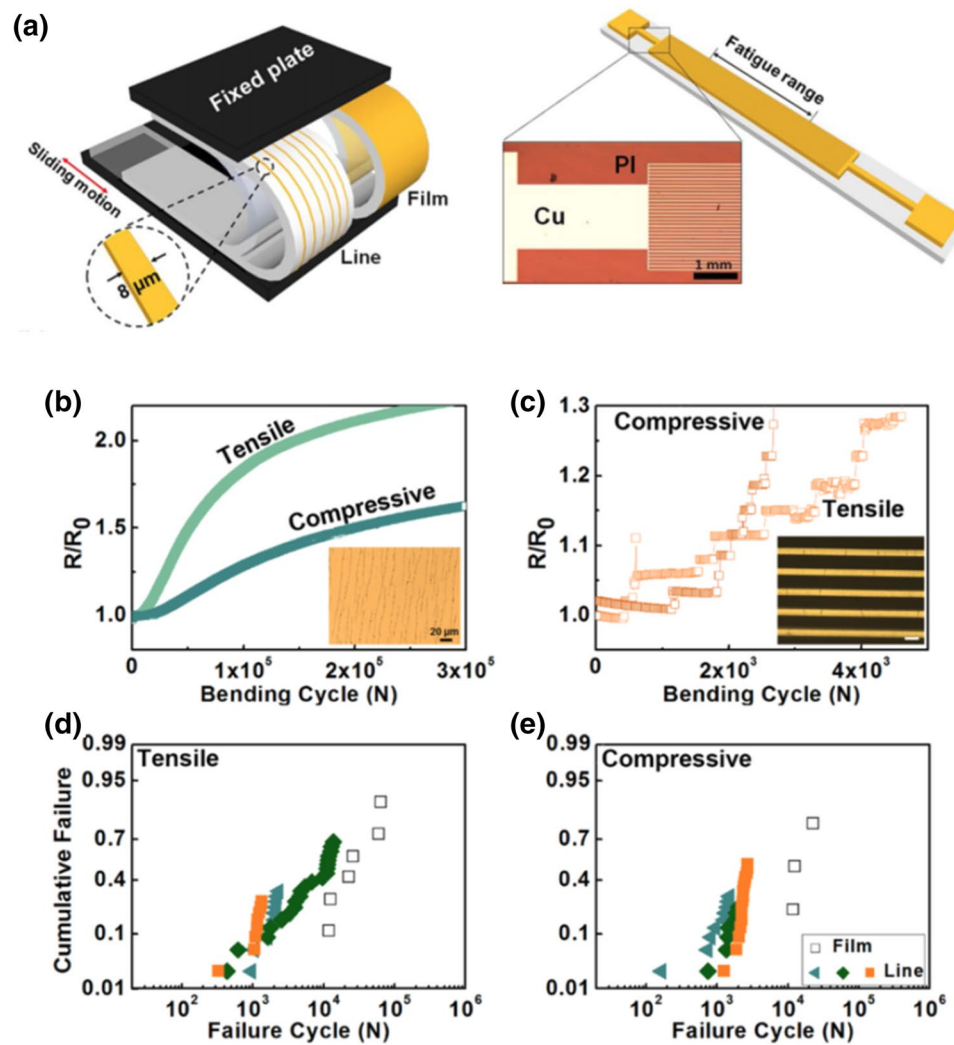 (a)
Fixed plate
Sliding motion
Film
Line
8 µm
Fatigue range
PI
Cu
1 mm
(b)
R/R0
2.0
1.5
1.0
Tensile
Compressive
20 µm
0 1x10^5 2x10^5 3x10^5
Bending Cycle (N)
(c)
R/R0
1.3
1.2
1.1
1.0
Compressive
Tensile
0 2x10^3 4x10^3
Bending Cycle (N)
(d)
Tensile
Cumulative Failure
0.99
0.95
0.7
0.4
0.1
0.01
10^2 10^3 10^4 10^5 10^6
Failure Cycle (N)
(e)
Compressive
0.99
0.95
0.7
0.4
0.1
0.01
Film
Line
10^2 10^3 10^4 10^5 10^6
Failure Cycle (N)